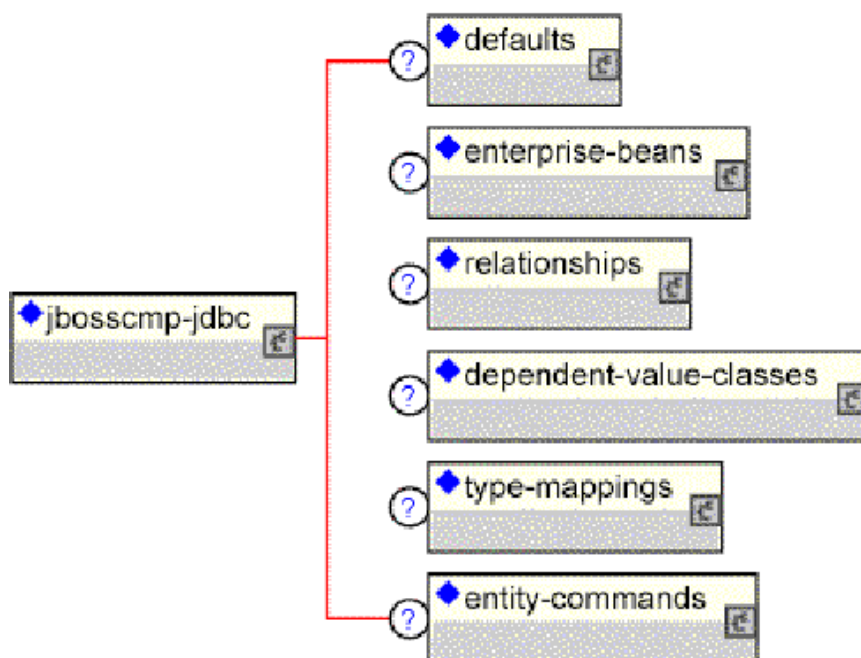 ? defaults
? enterprise-beans
? relationships
jbosscmp-jdbc
? dependent-value-classes
? type-mappings
? entity-commands